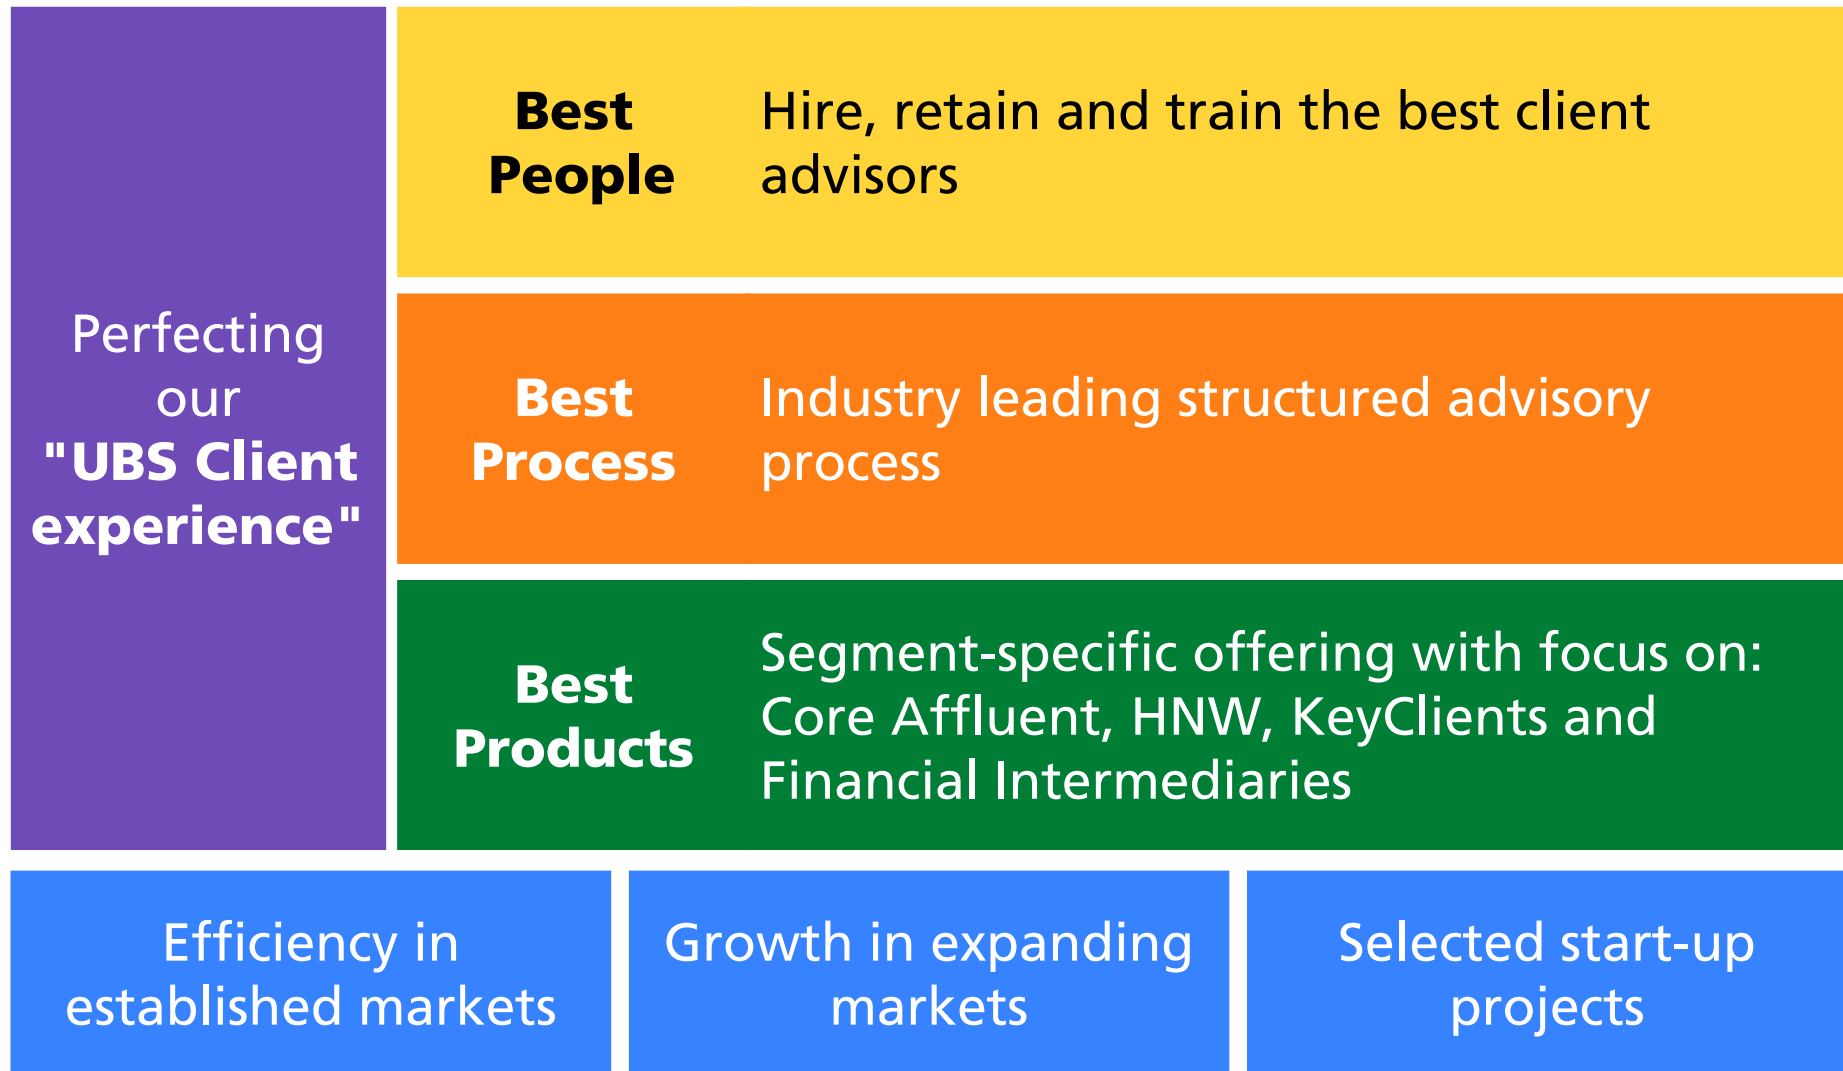 Perfecting
our
"UBS Client
experience"
Best
People
Hire, retain and train the best client
advisors
Best
Process
Industry leading structured advisory
process
Best
Products
Segment-specific offering with focus on:
Core Affluent, HNW, KeyClients and
Financial Intermediaries
Efficiency in
established markets
Growth in expanding
markets
Selected start-up
projects